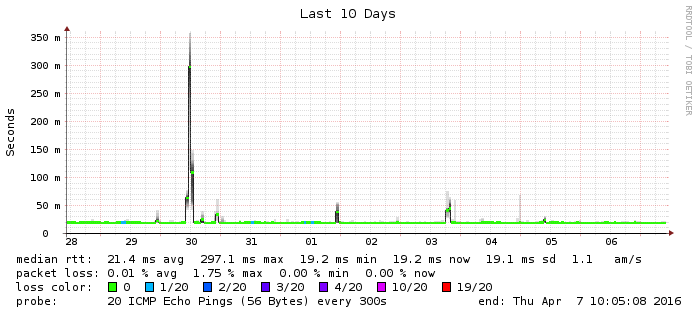 Last 10 Days
RRDTOOL / TOBI OETIKER
Seconds
350 m
300 m
250 m
200 m
150 m
100 m
50 m
0
28 29 30 31 01 02 03 04 05 06
median rtt: 21.4 ms avg 297.1 ms max 19.2 ms min 19.2 ms now 19.1 ms sd 1.1 am/s
packet loss: 0.01 % avg 1.75 % max 0.00 % min 0.00 % now
loss color: 0 1/20 2/20 3/20 4/20 10/20 19/20
probe: 20 ICMP Echo Pings (56 Bytes) every 300s end: Thu Apr 7 10:05:08 2016